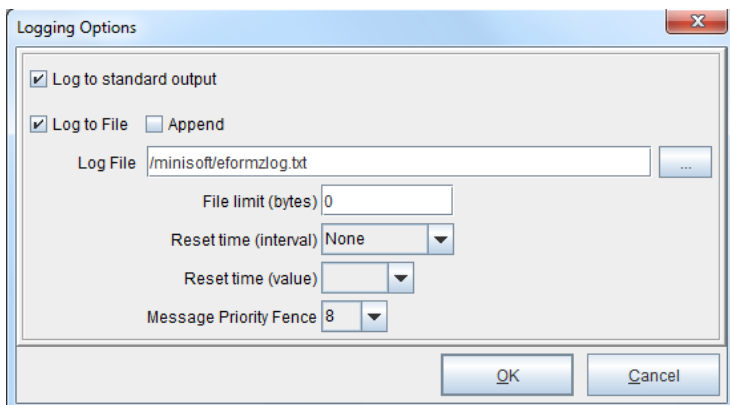 Logging Options
Log to standard output
Log to File Append
Log File /minisoft/eformzlog.txt ...
File limit (bytes) 0
Reset time (interval) None
Reset time (value)
Message Priority Fence 8
OK Cancel